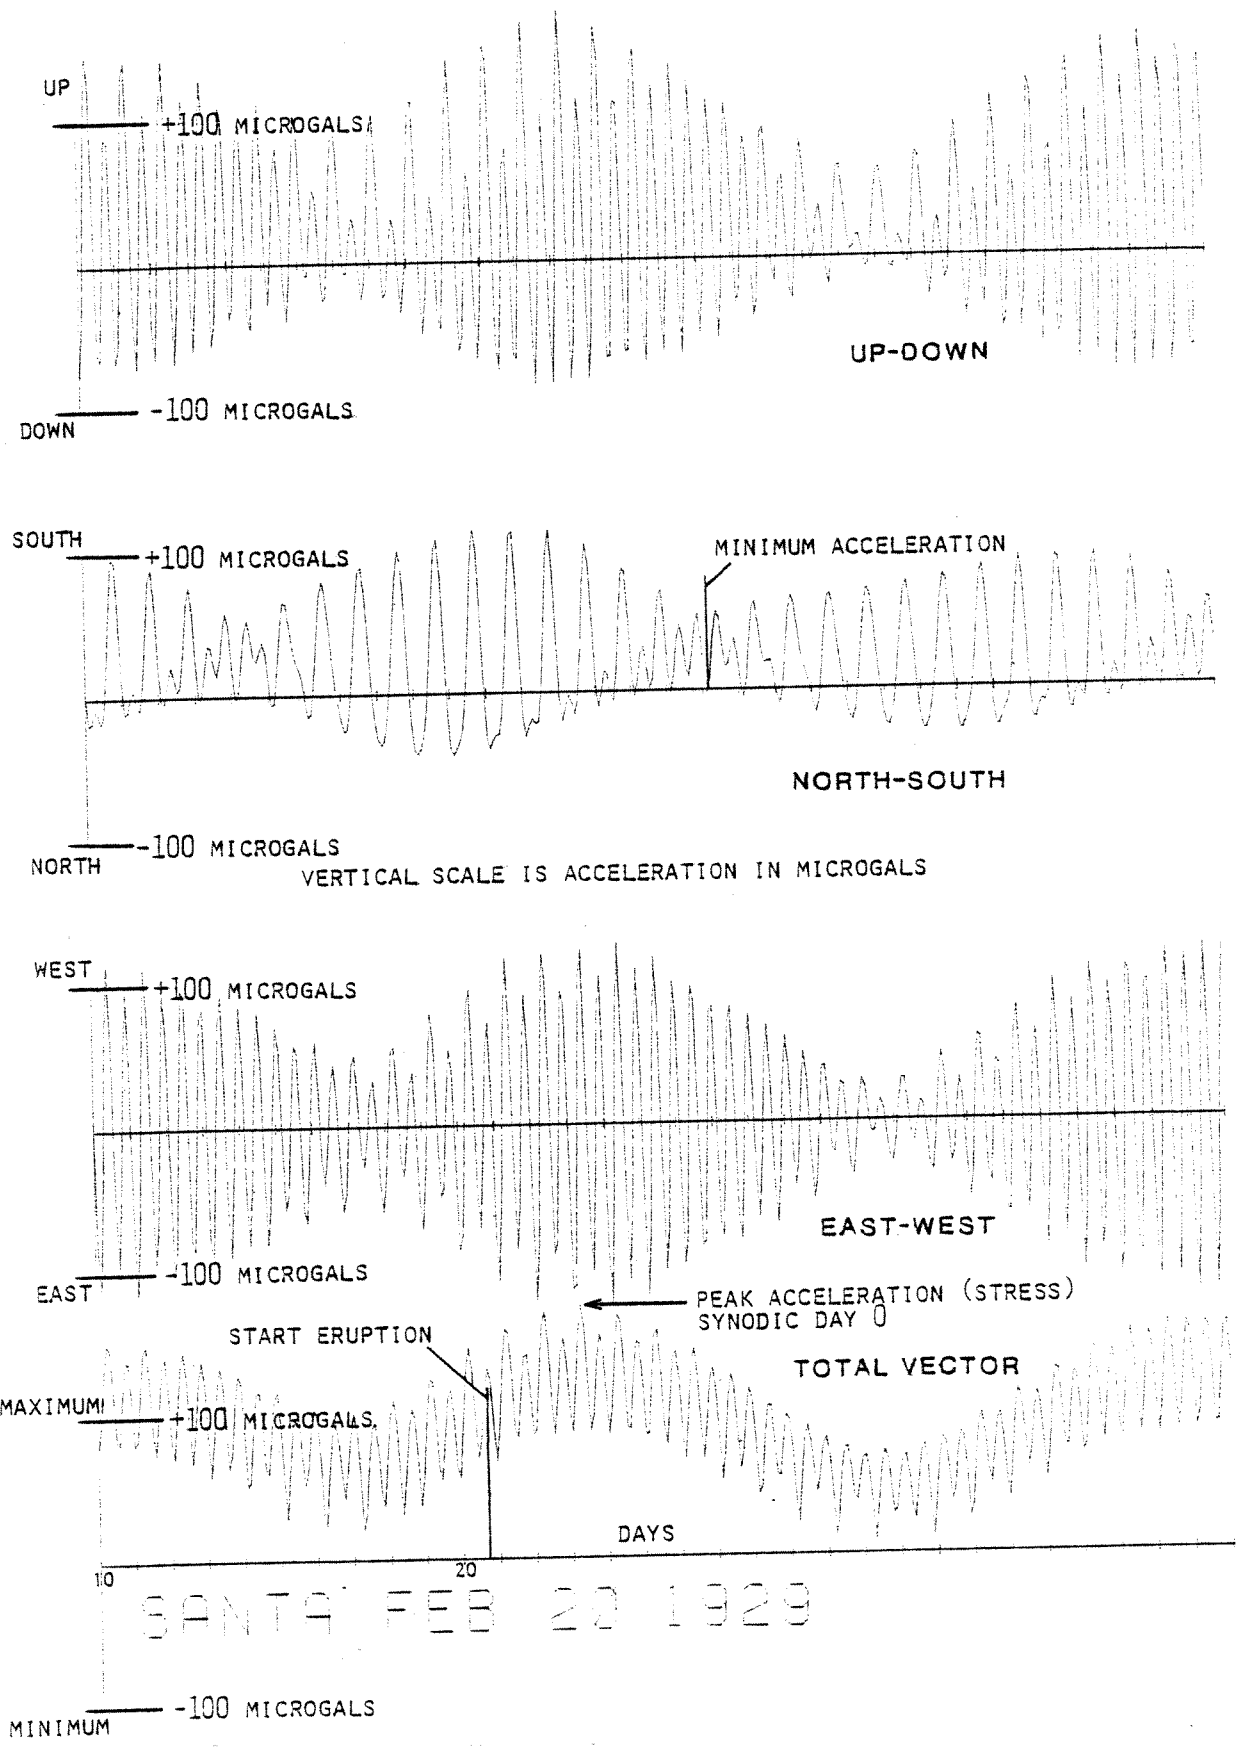 UP
+100 MICROGALS
UP-DOWN
-100 MICROGALS
DOWN
SOUTH
+100 MICROGALS
MINIMUM ACCELERATION
NORTH-SOUTH
-100 MICROGALS
NORTH
VERTICAL SCALE IS ACCELERATION IN MICROGALS
WEST
+100 MICROGALS
EAST-WEST
-100 MICROGALS
EAST
PEAK ACCELERATION (STRESS)
SYNODIC DAY 0
START ERUPTION
TOTAL VECTOR
MAXIMUM
+100 MICROGALS
DAYS
10
20
SANTA FEB 20 1929
-100 MICROGALS
MINIMUM